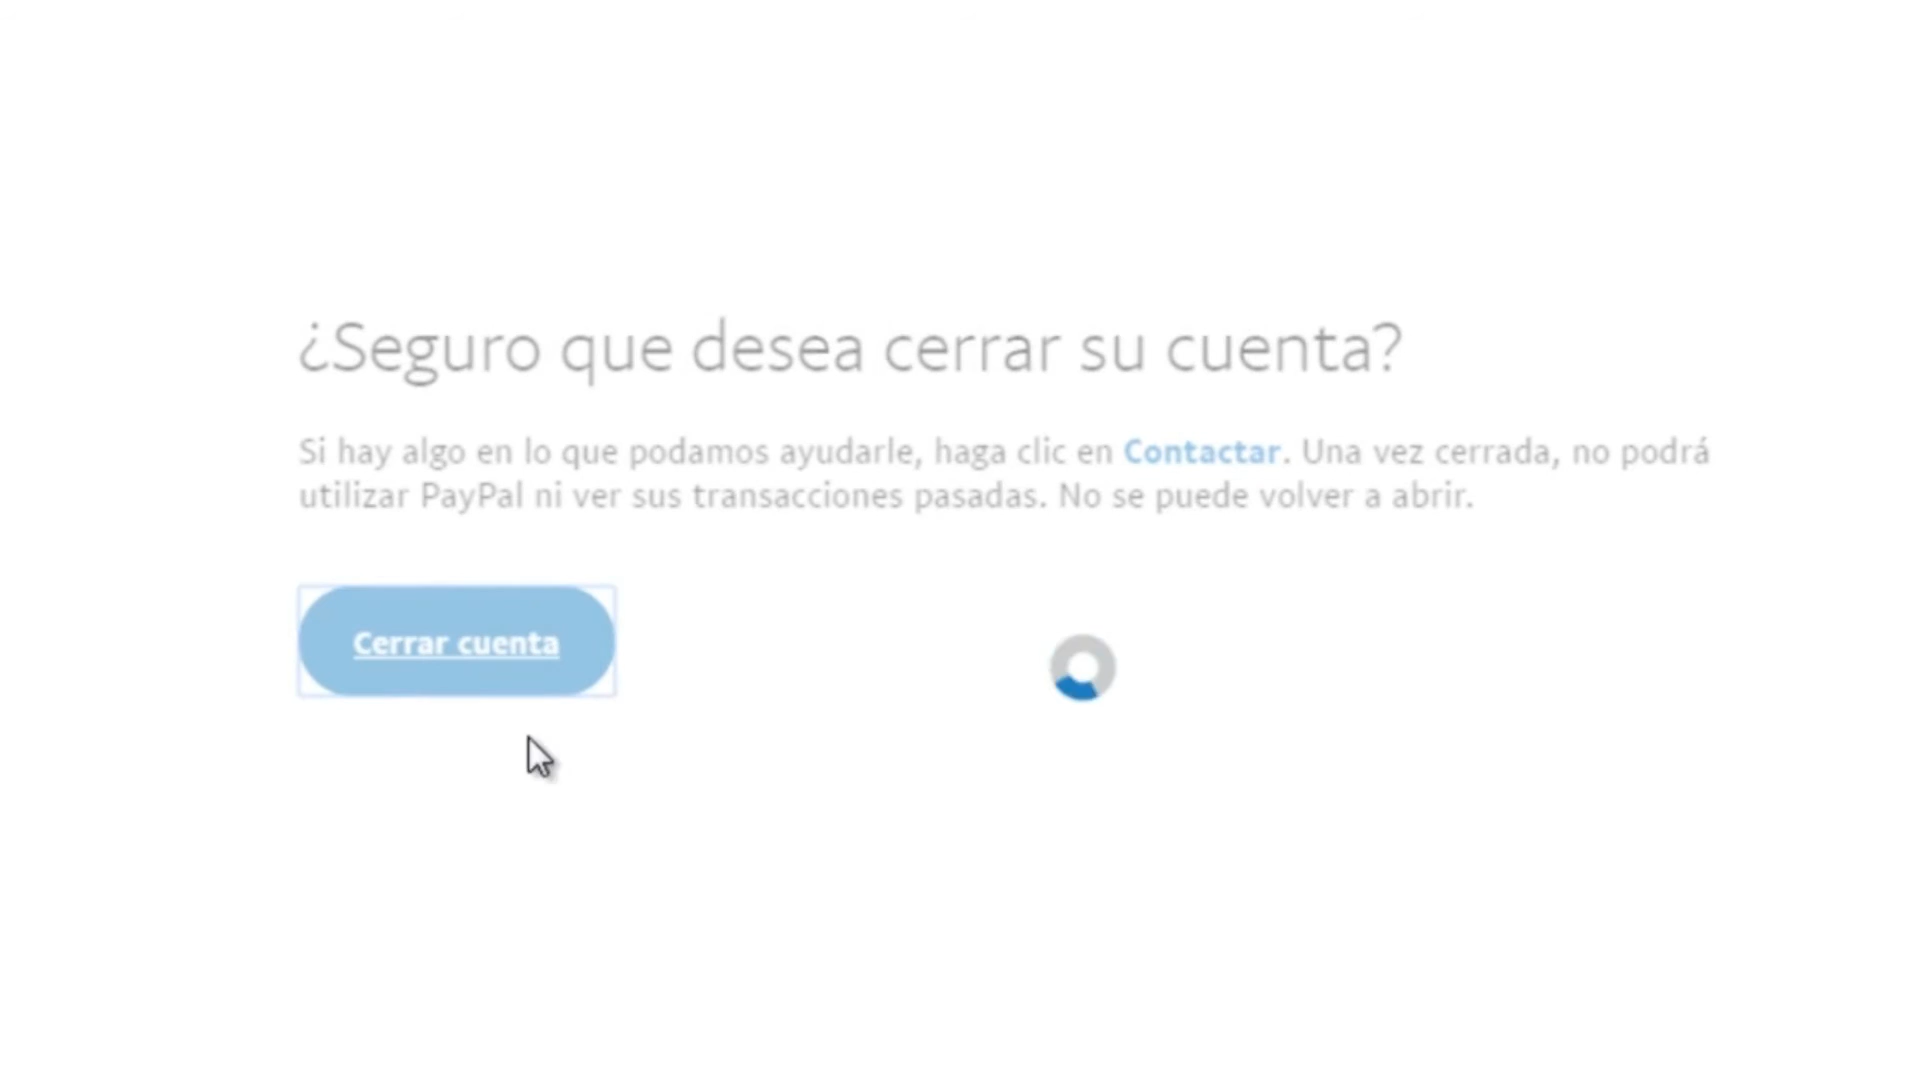 ¿Seguro que desea cerrar su cuenta?
Si hay algo en lo que podamos ayudarle, haga clic en Contactar. Una vez cerrada, no podrá
utilizar PayPal ni ver sus transacciones pasadas. No se puede volver a abrir.
Cerrar cuenta